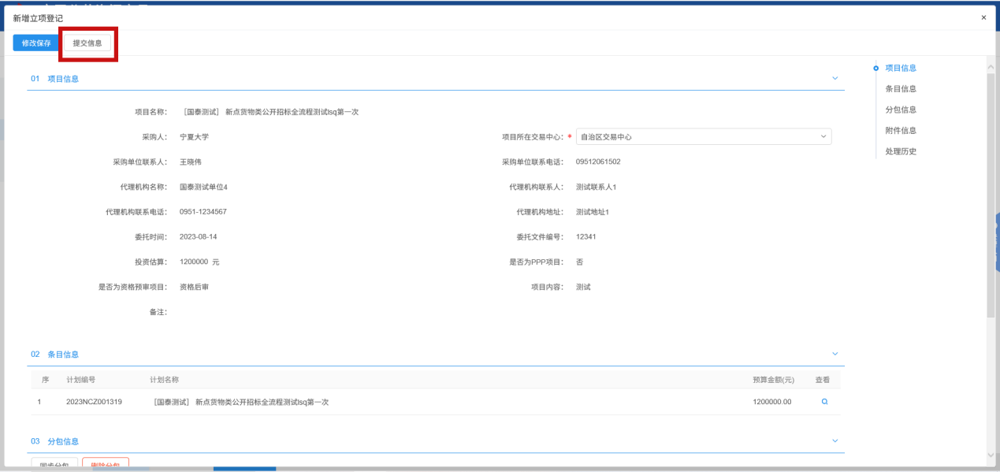 新增立项登记 ×
修改保存 提交信息
01 项目信息
项目信息
条目信息
分包信息
附件信息
处理历史
项目名称： ［国泰测试］ 新点货物类公开招标全流程测试lsq第一次
采购人： 宁夏大学 项目所在交易中心：* 自治区交易中心
采购单位联系人： 王晓伟 采购单位联系电话： 09512061502
代理机构名称： 国泰测试单位4 代理机构联系人： 测试联系人1
代理机构联系电话： 0951-1234567 代理机构地址： 测试地址1
委托时间： 2023-08-14 委托文件编号： 12341
投资估算： 1200000 元 是否为PPP项目： 否
是否为资格预审项目： 资格后审 项目内容： 测试
备注：
02 条目信息
序 计划编号 计划名称 预算金额(元) 查看
1 2023NCZ001319 ［国泰测试］ 新点货物类公开招标全流程测试lsq第一次 1200000.00
03 分包信息
同步分包 删除分包